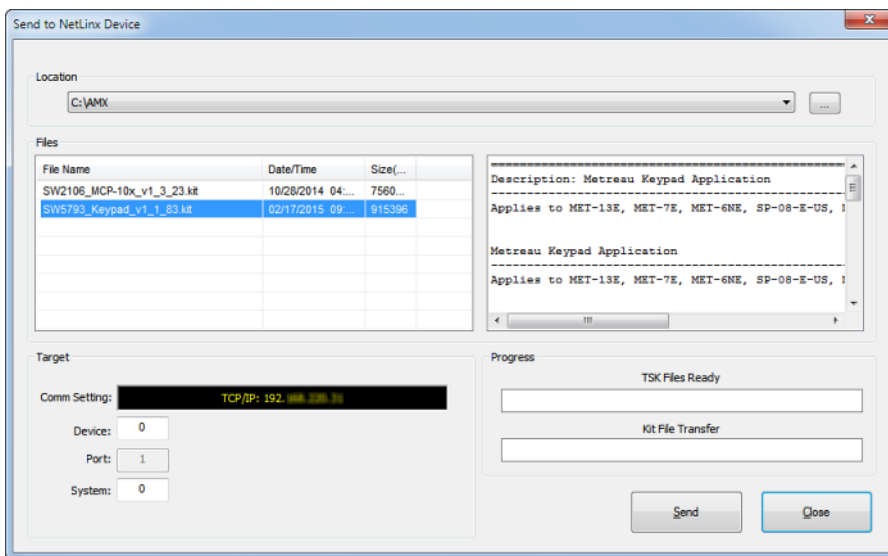 Send to NetLinx Device
Location
C:\AMX
...
Files
File Name Date/Time Size(...
SW2106_MCP-10x_v1_3_23.kit 10/28/2014 04:... 7560...
SW5793_Keypad_v1_1_83.kit 02/17/2015 09:... 915396
Description: Metreau Keypad Application
Applies to MET-13E, MET-7E, MET-6NE, SP-08-E-US,
Metreau Keypad Application
Applies to MET-13E, MET-7E, MET-6NE, SP-08-E-US,
Target
Comm Setting: TCP/IP: 192.
Device: 0
Port: 1
System: 0
Progress
TSK Files Ready
Kit File Transfer
Send Close